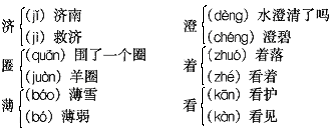 济
(jǐ) 济南
(jì) 救济
圈
(quān) 围了一个圈
(juàn) 羊圈
薄
(báo) 薄雪
(bó) 薄弱
澄
(dèng) 水澄清了吗
(chéng) 澄碧
着
(zhuó) 着落
(zhé) 看着
看
(kān) 看护
(kàn) 看见